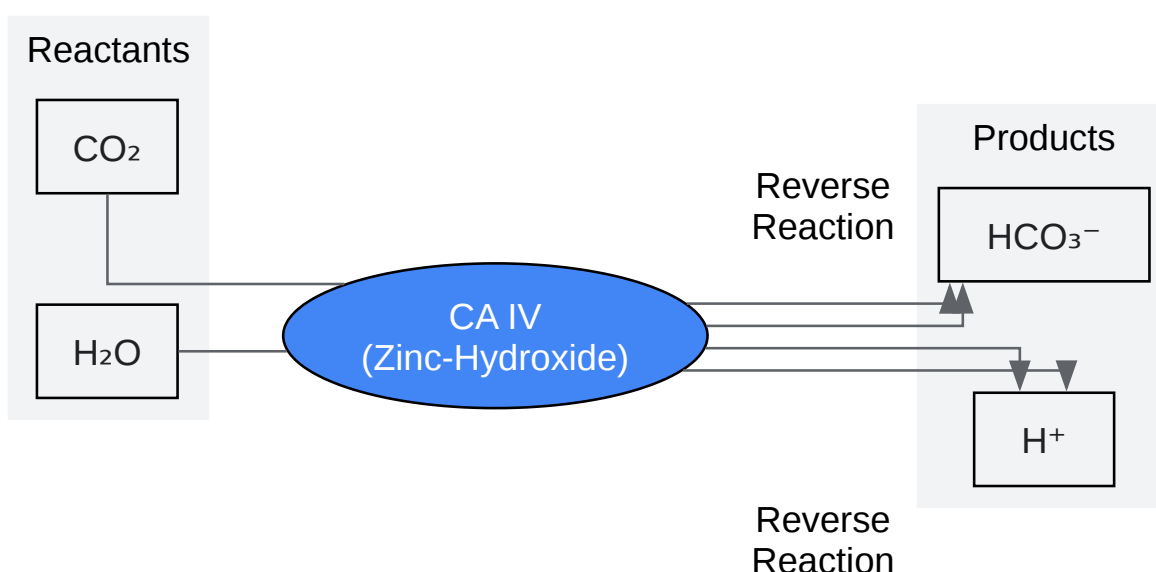 Reactants
CO₂
H₂O
CA IV
(Zinc-Hydroxide)
Reverse
Reaction
Products
HCO₃⁻
H⁺
Reverse
Reaction